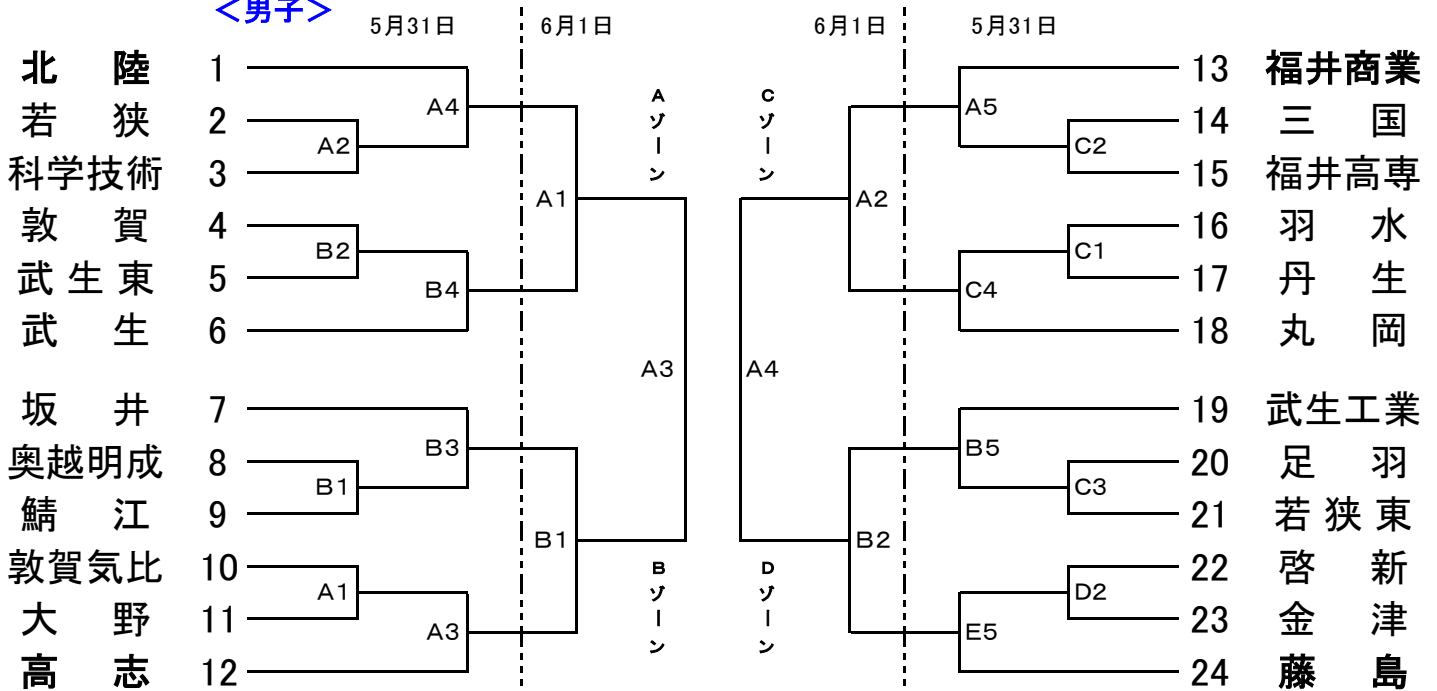 <男子>
5月31日 6月1日 6月1日 5月31日
北 陸 1 13 福井商業
A4 A5
若 狭 2 14 三 国
A2 C2
科学技術 3 15 福井高専
Aゾーン Cゾーン
A1 A2
敦 賀 4 16 羽 水
B2 C1
武生東 5 17 丹 生
B4 C4
武 生 6 18 丸 岡
A3 A4
坂 井 7 19 武生工業
B3 B5
奥越明成 8 20 足 羽
B1 C3
鯖 江 9 21 若狭東
B1 B2
敦賀気比 10 22 啓 新
A1 D2
Bゾーン Dゾーン
大 野 11 23 金 津
A3 E5
高 志 12 24 藤 島